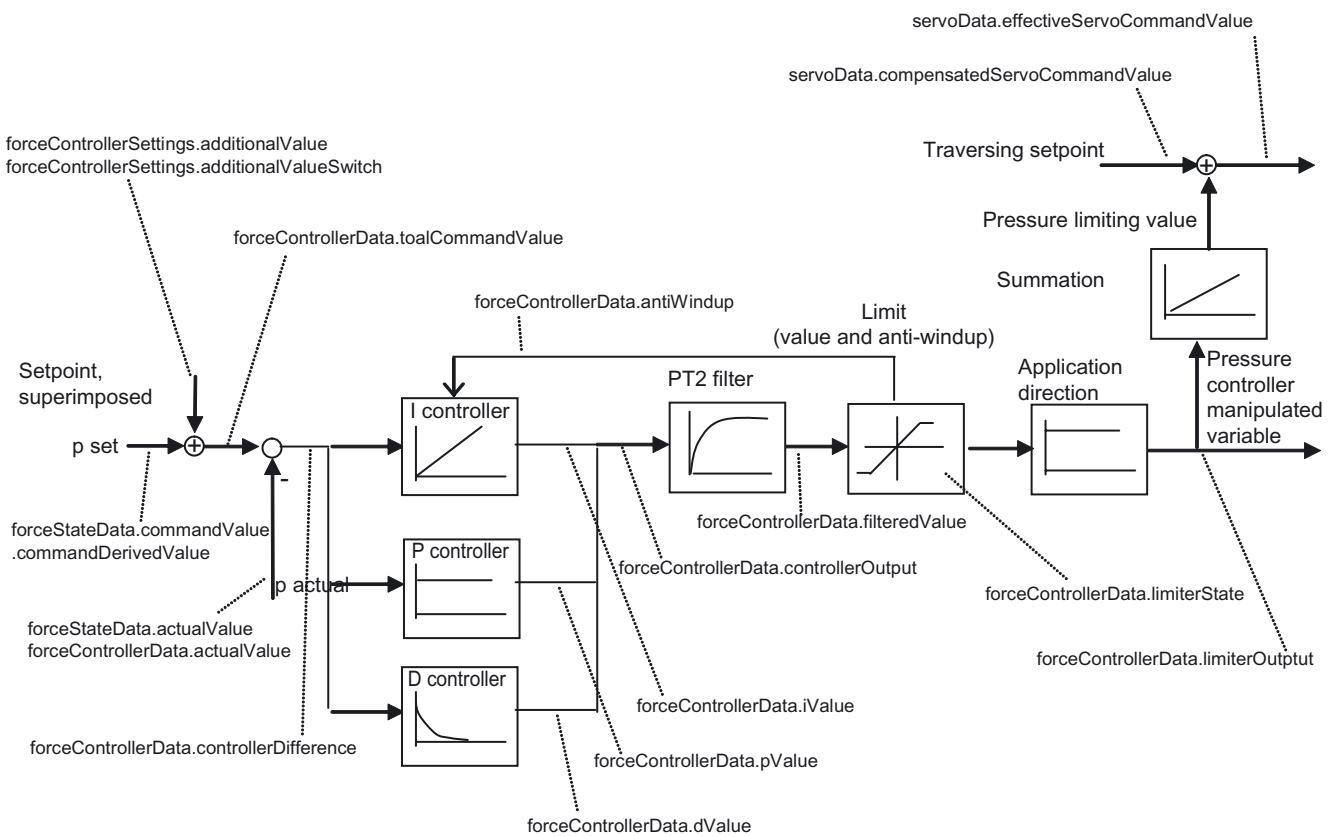 servoData.effectiveServoCommandValue
servoData.compensatedServoCommandValue
forceControllerSettings.additionalValue
forceControllerSettings.additionalValueSwitch
Traversing setpoint
Pressure limiting value
forceControllerData.toalCommandValue
Summation
forceControllerData.antiWindup
Limit
(value and anti-windup)
Setpoint,
superimposed
PT2 filter
Application
direction
Pressure
controller
manipulated
variable
I controller
p set
+
+
-
forceStateData.commandValue
.commandDerivedValue
forceControllerData.filteredValue
P controller
p actual
forceControllerData.controllerOutput
forceControllerData.limiterState
forceStateData.actualValue
forceControllerData.actualValue
forceControllerData.limiterOutptut
D controller
forceControllerData.iValue
forceControllerData.controllerDifference
forceControllerData.pValue
forceControllerData.dValue